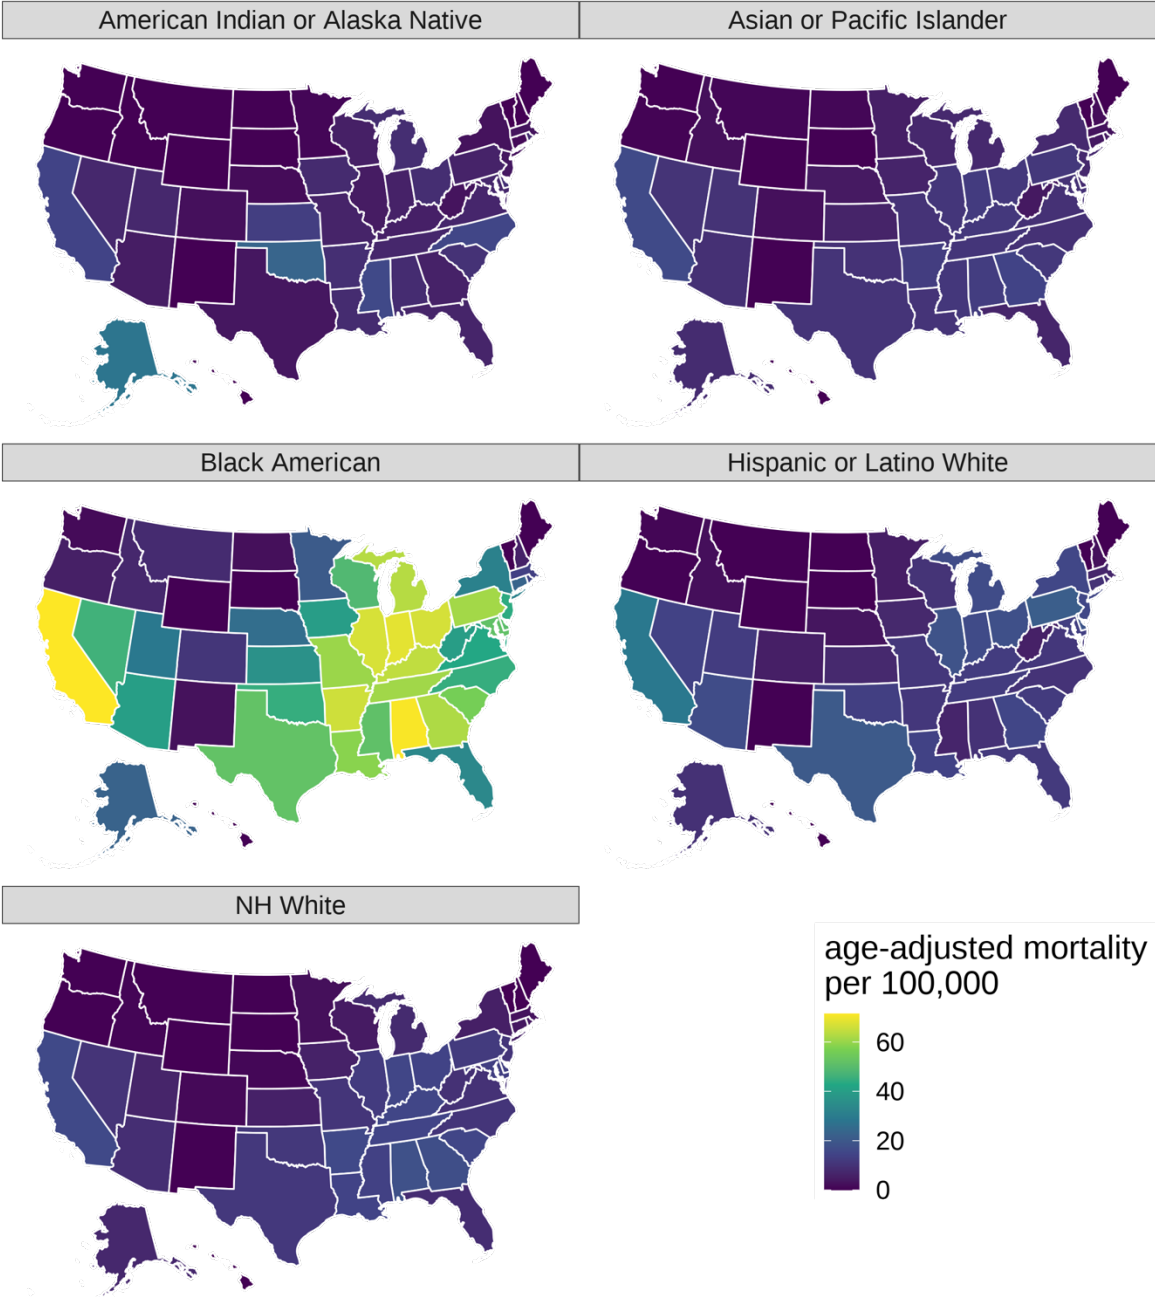 American Indian or Alaska Native
Asian or Pacific Islander
Black American
Hispanic or Latino White
NH White
age-adjusted mortality
per 100,000
60
40
20
0